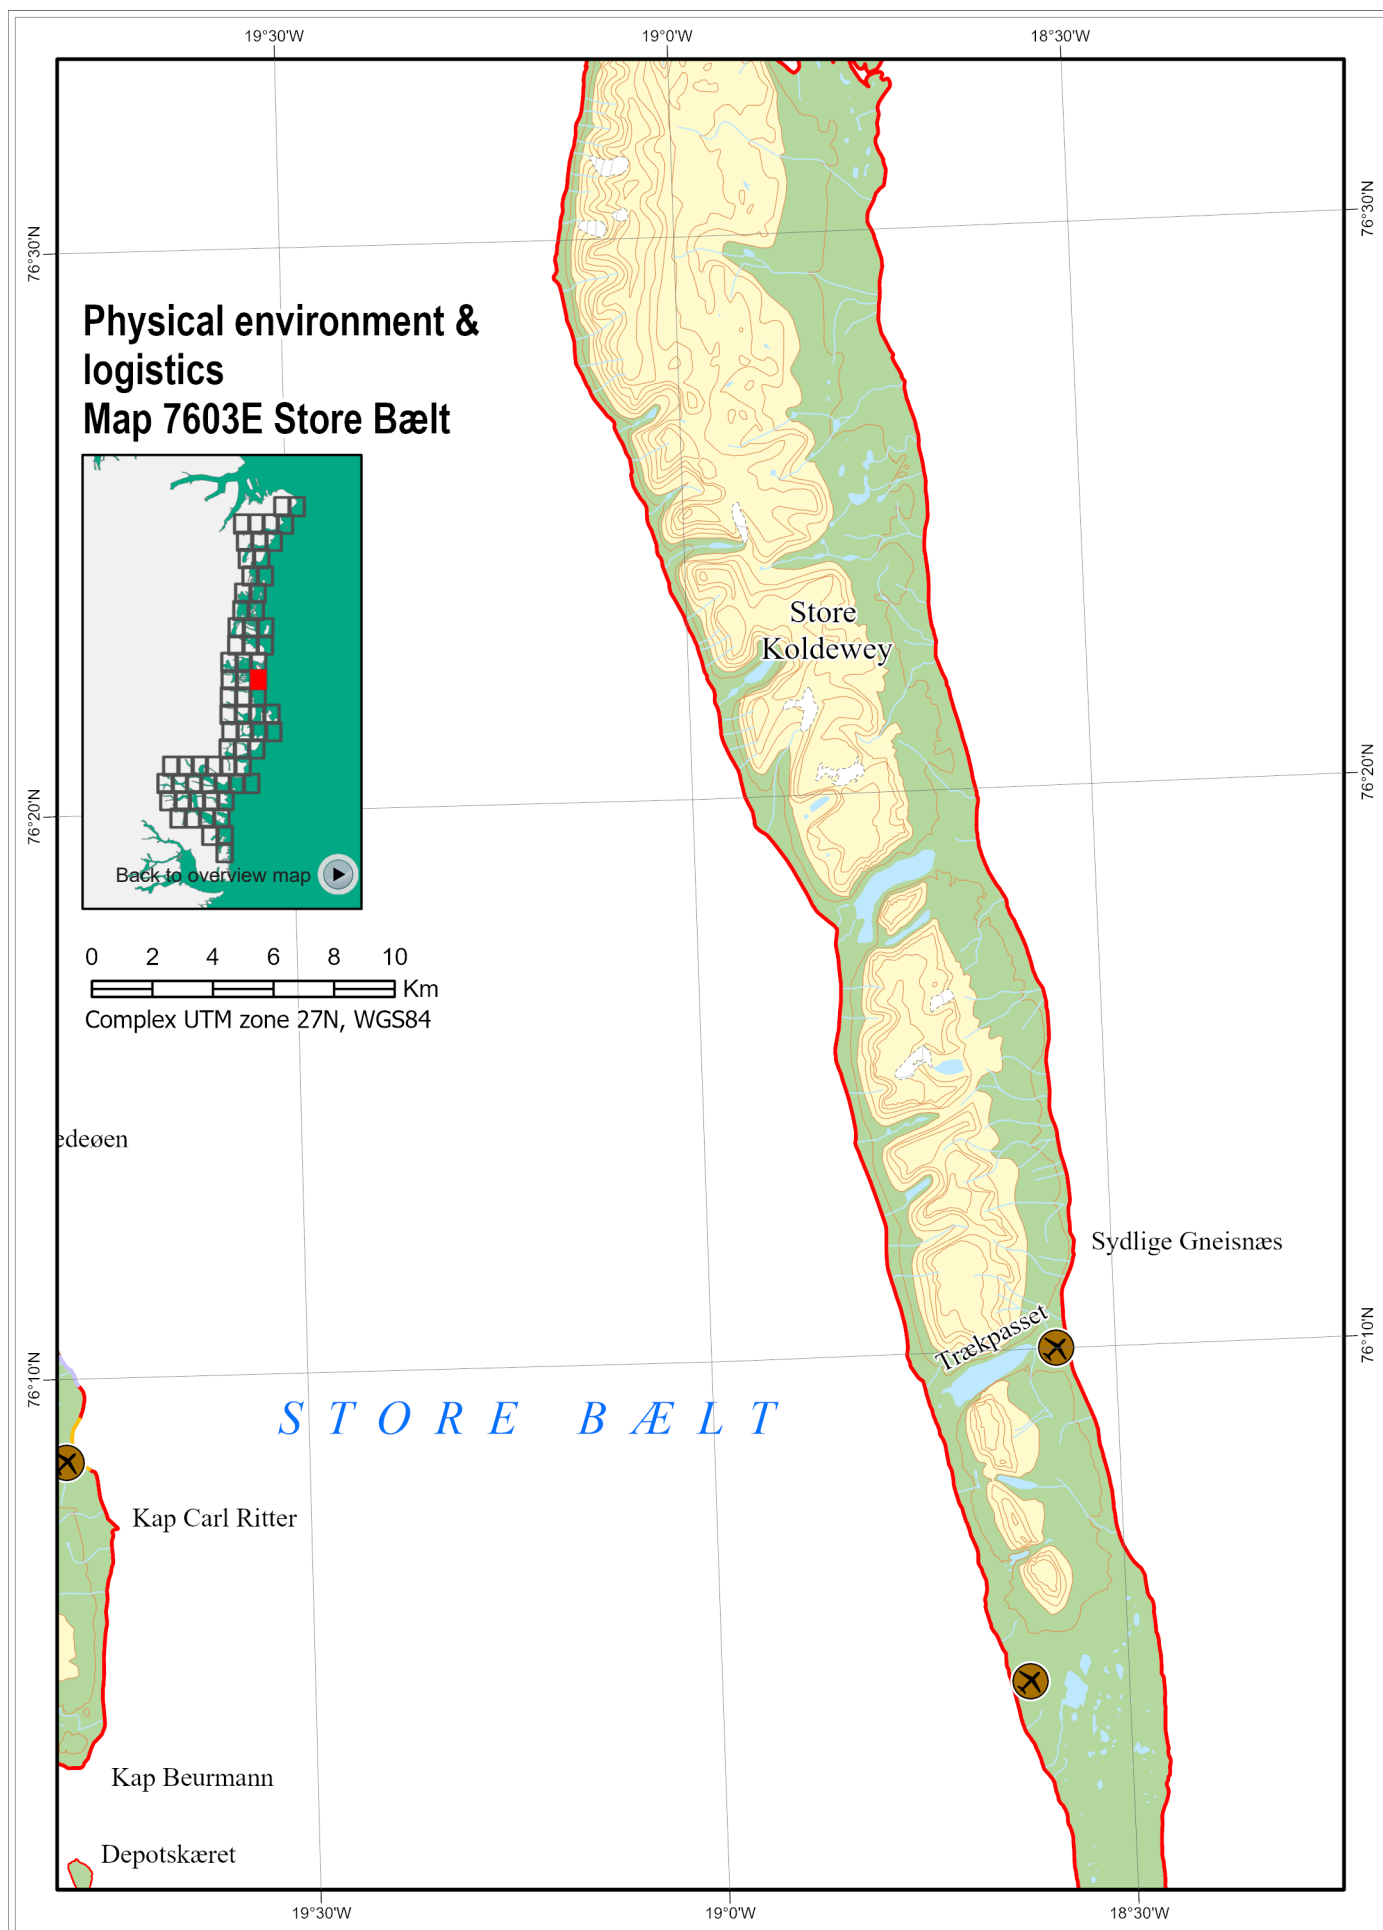 19°30'W
19°0'W
18°30'W
76°30'N
76°30'N
Physical environment &
logistics
Map 7603E Store Bælt
Store
Koldewey
76°20'N
76°20'N
Back to overview map
0 2 4 6 8 10
Km
Complex UTM zone 27N, WGS84
edeøen
Sydlige Gneisnæs
Trækpasset
76°10'N
76°10'N
STORE BÆLT
Kap Carl Ritter
Kap Beurmann
Depotskæret
19°30'W
19°0'W
18°30'W